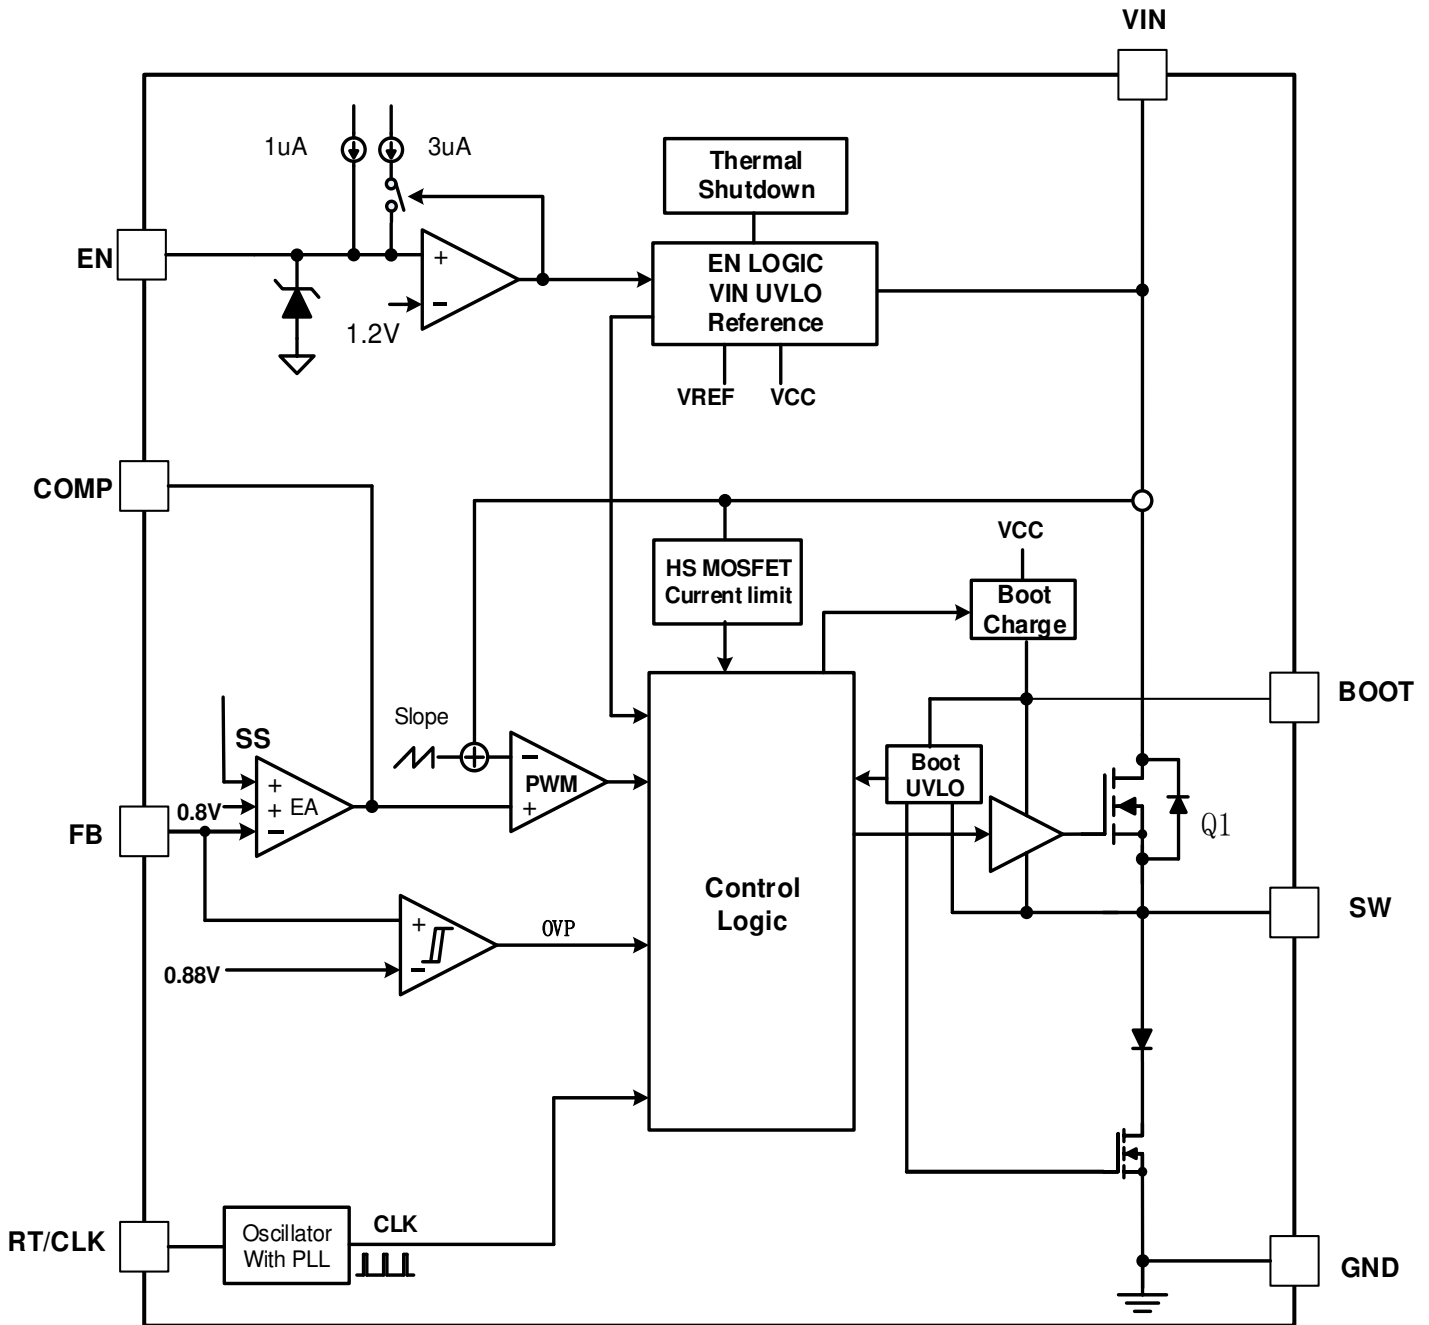 VIN
1uA
3uA
Thermal
Shutdown
EN
+
−
1.2V
EN LOGIC
VIN UVLO
Reference
VREF
VCC
COMP
VCC
HS MOSFET
Current limit
Boot
Charge
BOOT
Slope
SS
+
−
PWM
+
Boot
UVLO
0.8V
+ EA
−
FB
Q1
Control
Logic
SW
+
OVP
0.88V
−
RT/CLK
Oscillator
With PLL
CLK
GND